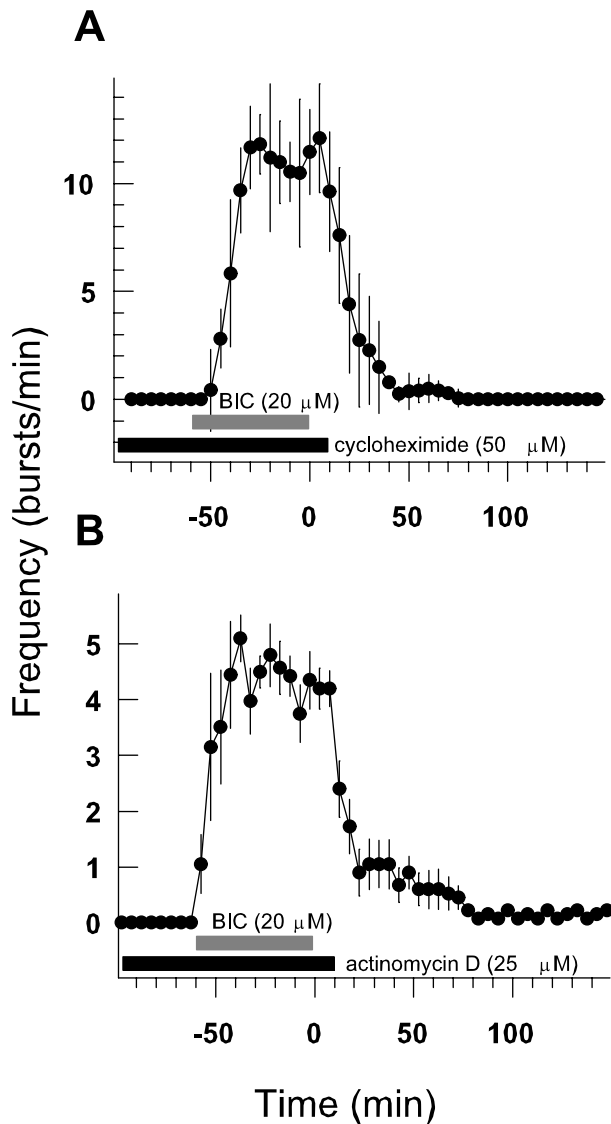 A
10
5
0
BIC (20 μM)
cycloheximide (50 μM)
-50 0 50 100
Frequency (bursts/min)
B
5
4
3
2
1
0
BIC (20 μM)
actinomycin D (25 μM)
-50 0 50 100
Time (min)